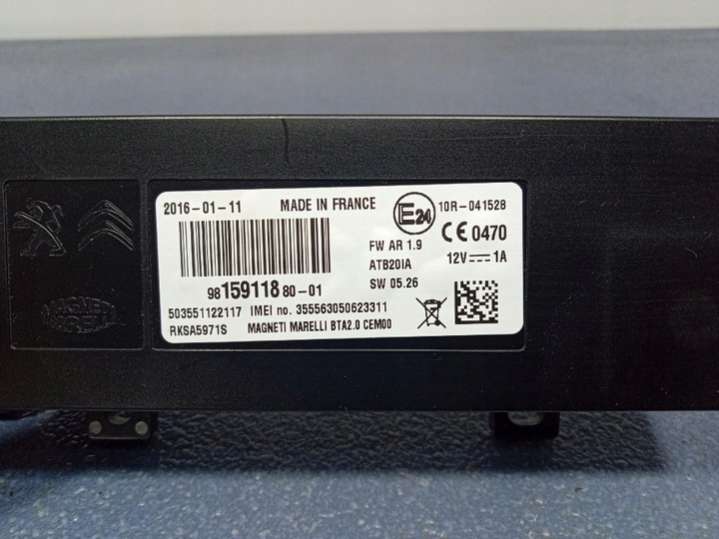 2016-01-11 MADE IN FRANCE
E24 10R-041528
CE 0470
FW AR 1.9
ATB20IA
12V⎓1A
SW 05.26
98 159118 80-01
503551122117 IMEI no. 355563050623311
RKSA5971S MAGNETI MARELLI BTA2.0 CEM00